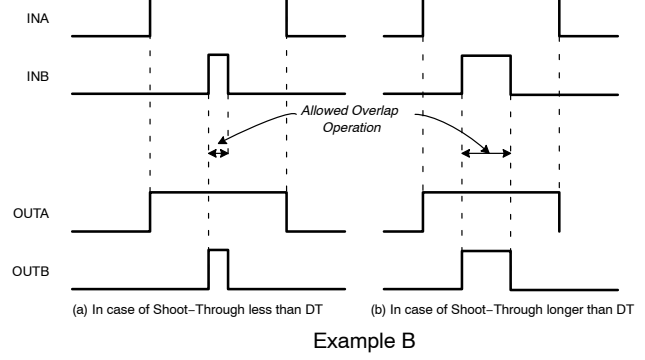 INA
INB
Allowed Overlap
Operation
OUTA
OUTB
(a) In case of Shoot−Through less than DT
(b) In case of Shoot−Through longer than DT
Example B